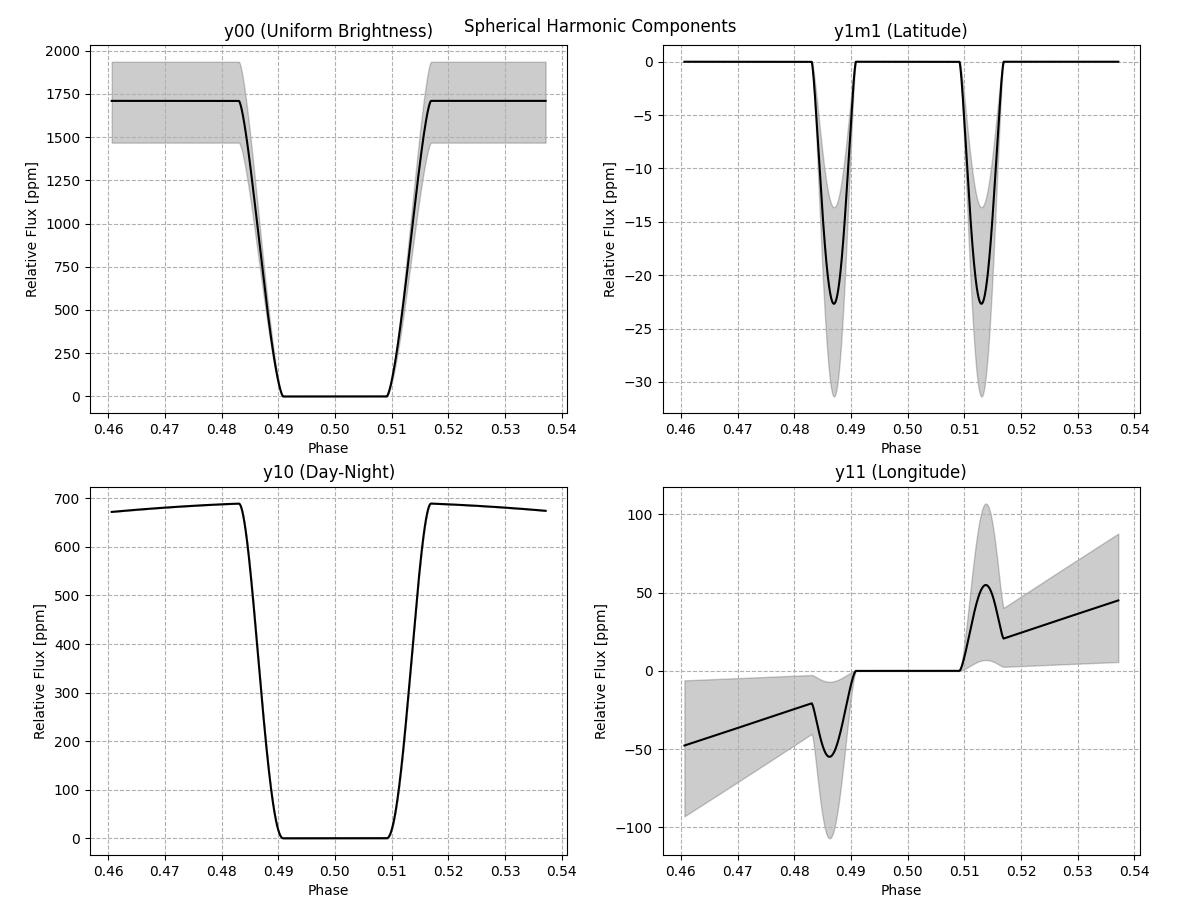 Spherical Harmonic Components
y00 (Uniform Brightness)
2000
1750
1500
1250
1000
750
500
250
0
Relative Flux [ppm]
0.46 0.47 0.48 0.49 0.50 0.51 0.52 0.53 0.54
Phase
y1m1 (Latitude)
0
−5
−10
−15
−20
−25
−30
Relative Flux [ppm]
0.46 0.47 0.48 0.49 0.50 0.51 0.52 0.53 0.54
Phase
y10 (Day-Night)
700
600
500
400
300
200
100
0
Relative Flux [ppm]
0.46 0.47 0.48 0.49 0.50 0.51 0.52 0.53 0.54
Phase
y11 (Longitude)
100
50
0
−50
−100
Relative Flux [ppm]
0.46 0.47 0.48 0.49 0.50 0.51 0.52 0.53 0.54
Phase